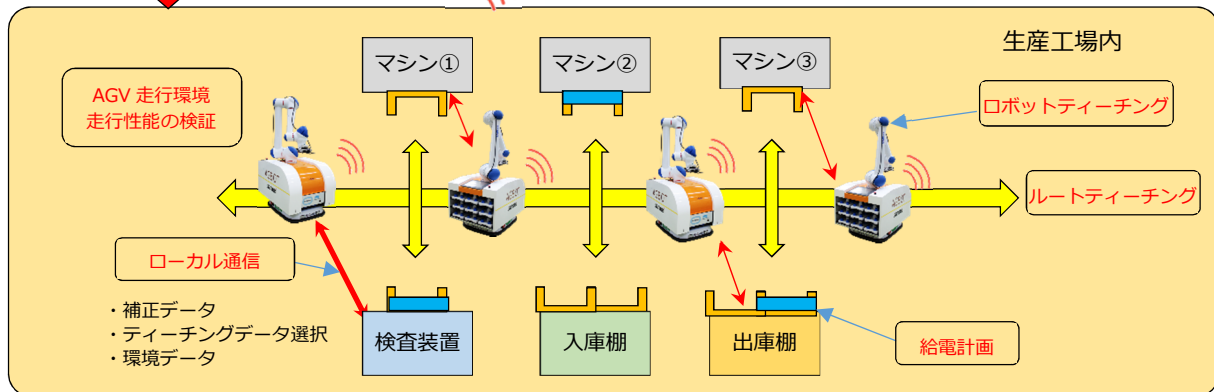 生産工場内
マシン①
マシン②
マシン③
AGV 走行環境
走行性能の検証
ロボットティーチング
ルートティーチング
ローカル通信
・補正データ
・ティーチングデータ選択
・環境データ
検査装置
入庫棚
出庫棚
給電計画